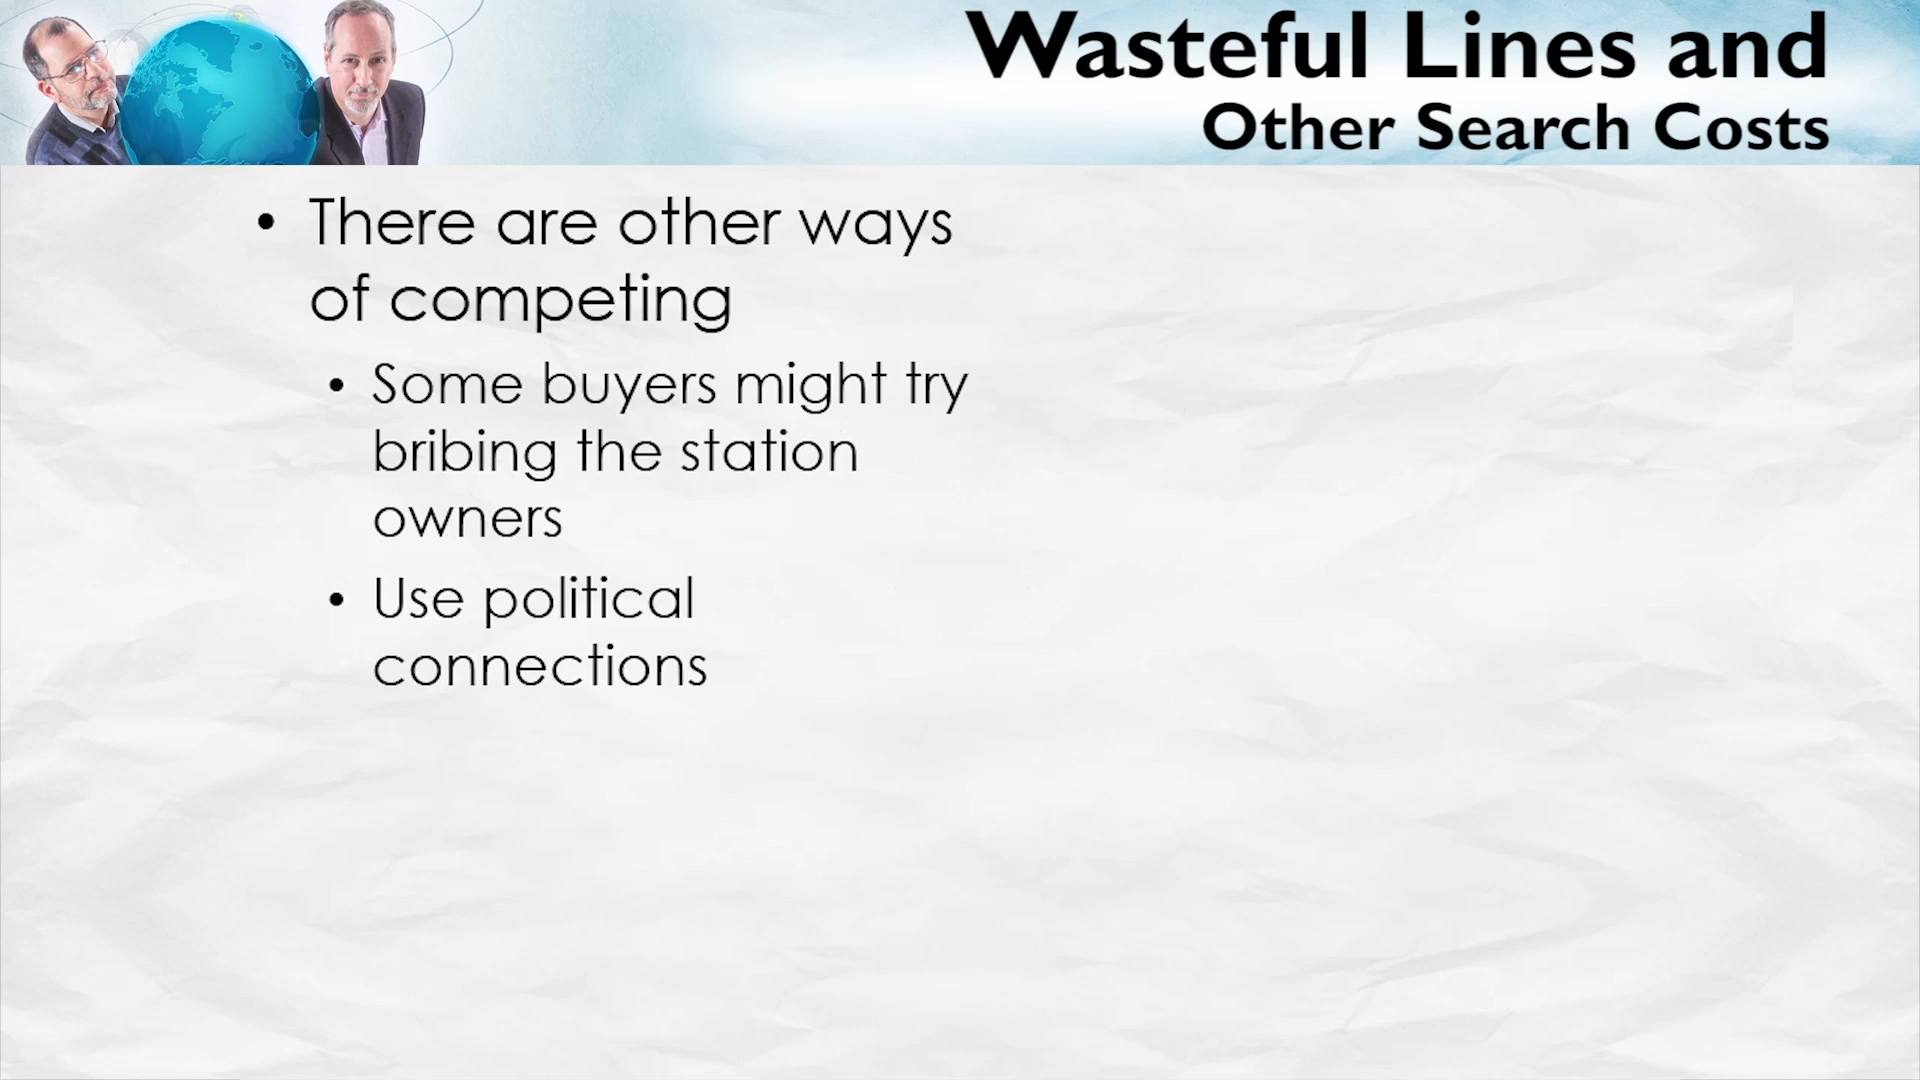 Wasteful Lines and
Other Search Costs
• There are other ways
of competing
• Some buyers might try
bribing the station
owners
• Use political
connections